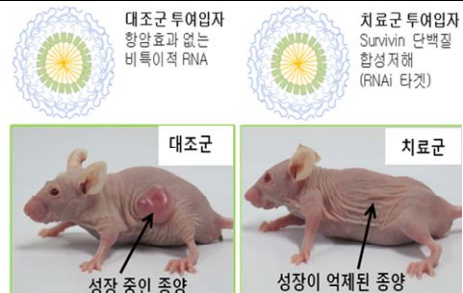 대조군 투여입자
항암효과 없는
비특이적 RNA
치료군 투여입자
Survivin 단백질
합성저해
(RNAi 타겟)
대조군
치료군
성장 중인 종양
성장이 억제된 종양